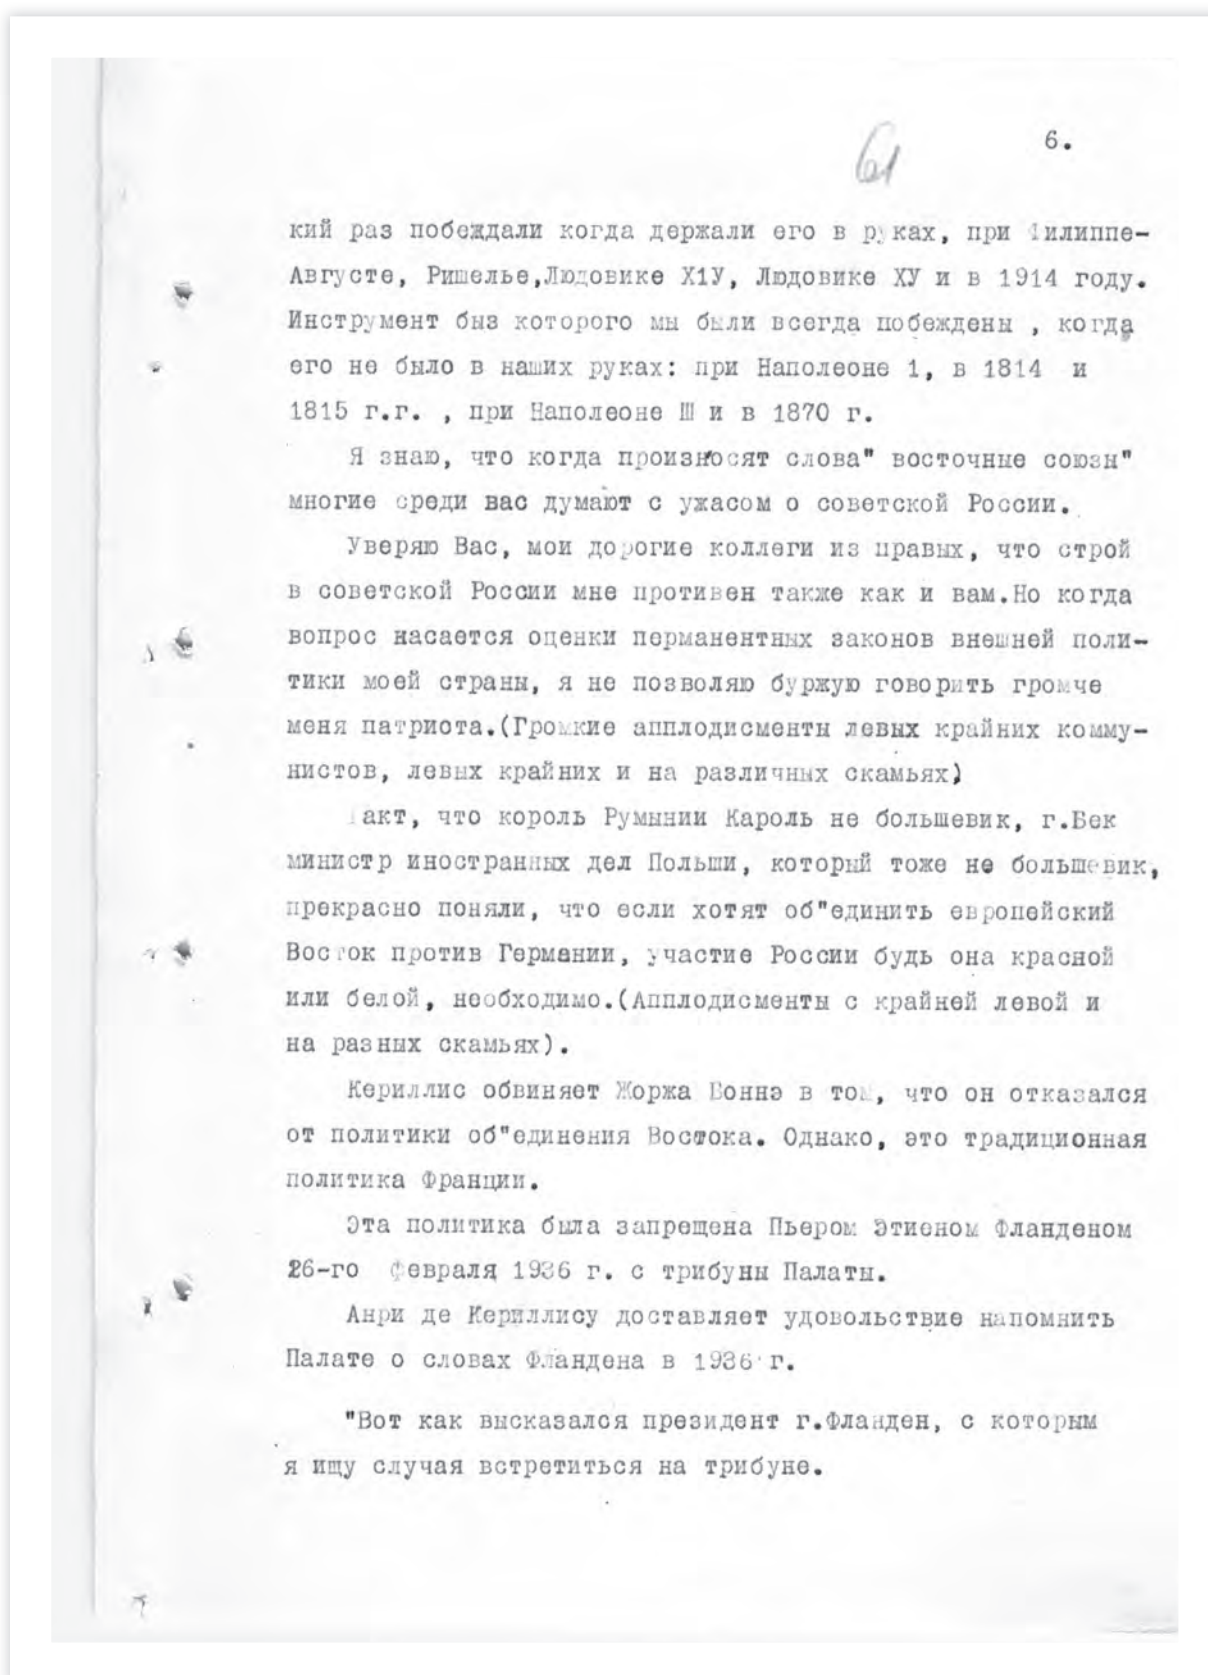 61
6.
кий раз побеждали когда держали его в руках, при Филиппе-
Августе, Ришелье,Людовике Х1У, Людовике ХУ и в 1914 году.
Инструмент быз которого мы были всегда побеждены , когда
его не было в наших руках: при Наполеоне 1, в 1814 и
1815 г.г. , при Наполеоне Ш и в 1870 г.
Я знаю, что когда произносят слова" восточные союзы"
многие среди вас думают с ужасом о советской России.
Уверяю Вас, мои дорогие коллеги из правых, что строй
в советской России мне противен также как и вам.Но когда
вопрос касается оценки перманентных законов внешней поли-
тики моей страны, я не позволяю буржую говорить громче
меня патриота.(Громкие апплодисменты левых крайних комму-
нистов, левых крайних и на различных скамьях)
Факт, что король Румынии Кароль не большевик, г.Бек
министр иностранных дел Польши, который тоже не большевик,
прекрасно поняли, что если хотят об"единить европейский
Восток против Германии, участие России будь она красной
или белой, необходимо.(Апплодисменты с крайней левой и
на разных скамьях).
Кериллис обвиняет Жоржа Боннэ в том, что он отказался
от политики об"единения Востока. Однако, это традиционная
политика Франции.
Эта политика была запрещена Пьером Этиеном Фланденом
26-го февраля 1936 г. с трибуны Палаты.
Анри де Кериллису доставляет удовольствие напомнить
Палате о словах Фландена в 1936 г.
"Вот как высказался президент г.Фланден, с которым
я ищу случая встретиться на трибуне.